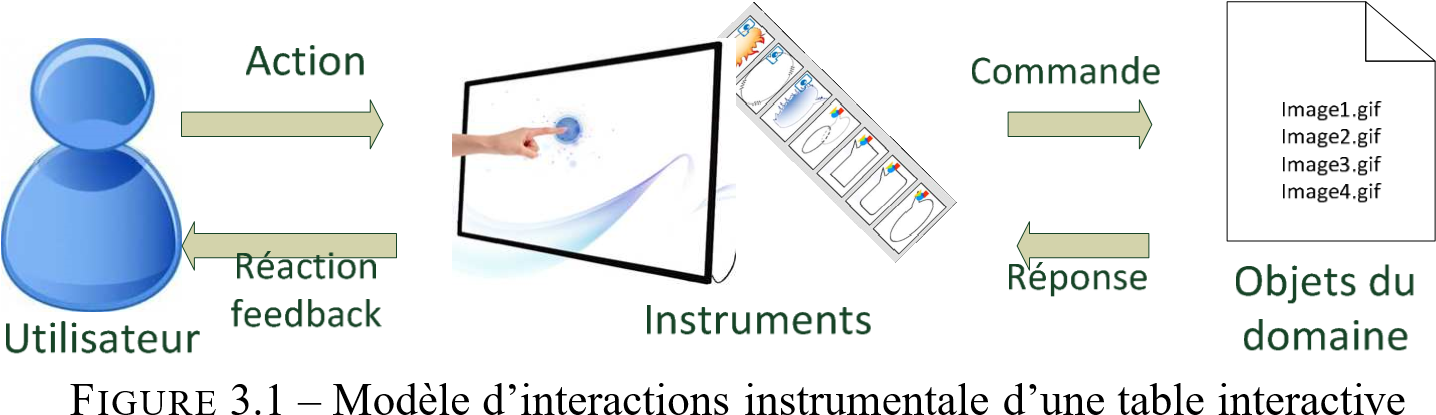 Action
Commande
Image1.gif
Image2.gif
Image3.gif
Image4.gif
Réaction
feedback
Réponse
Utilisateur
Instruments
Objets du
domaine
FIGURE 3.1 – Modèle d’interactions instrumentale d’une table interactive